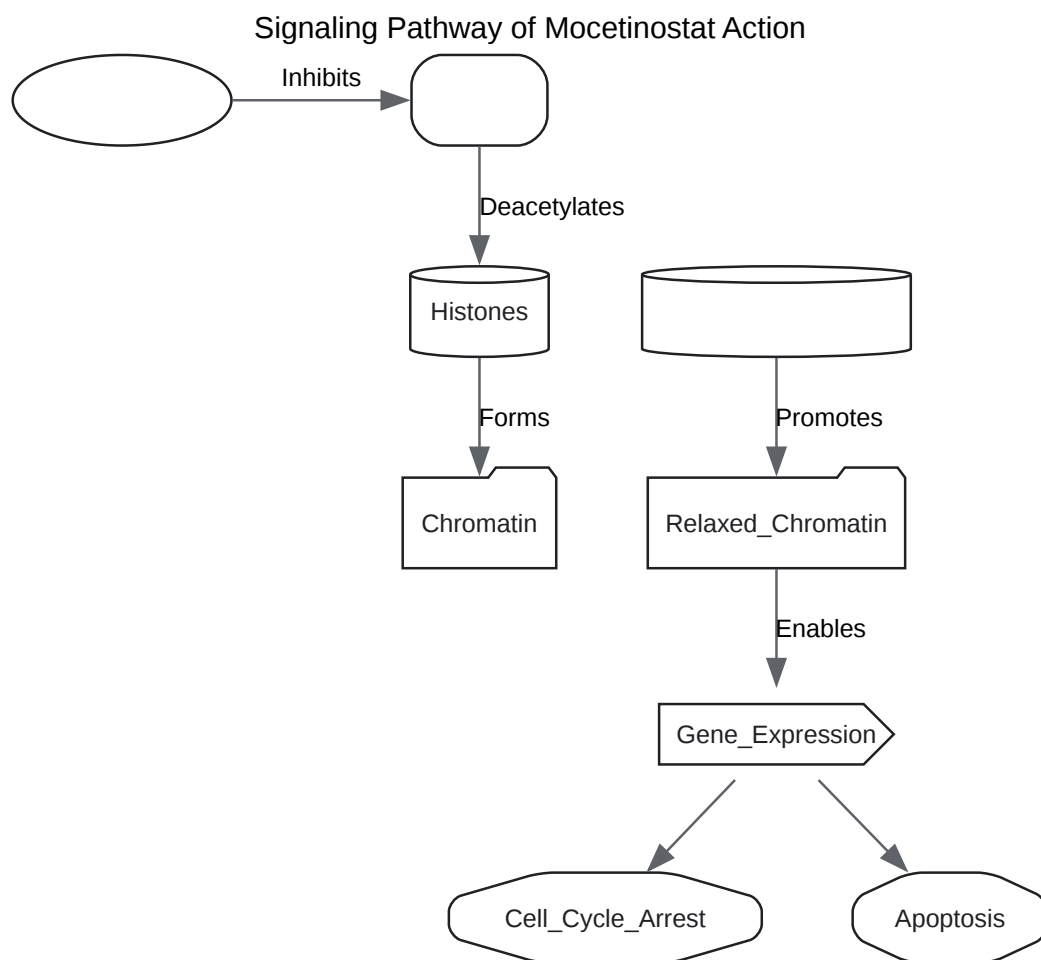 Signaling Pathway of Mocetinostat Action
Inhibits
Deacetylates
Histones
Forms
Promotes
Chromatin
Relaxed_Chromatin
Enables
Gene_Expression
Cell_Cycle_Arrest
Apoptosis